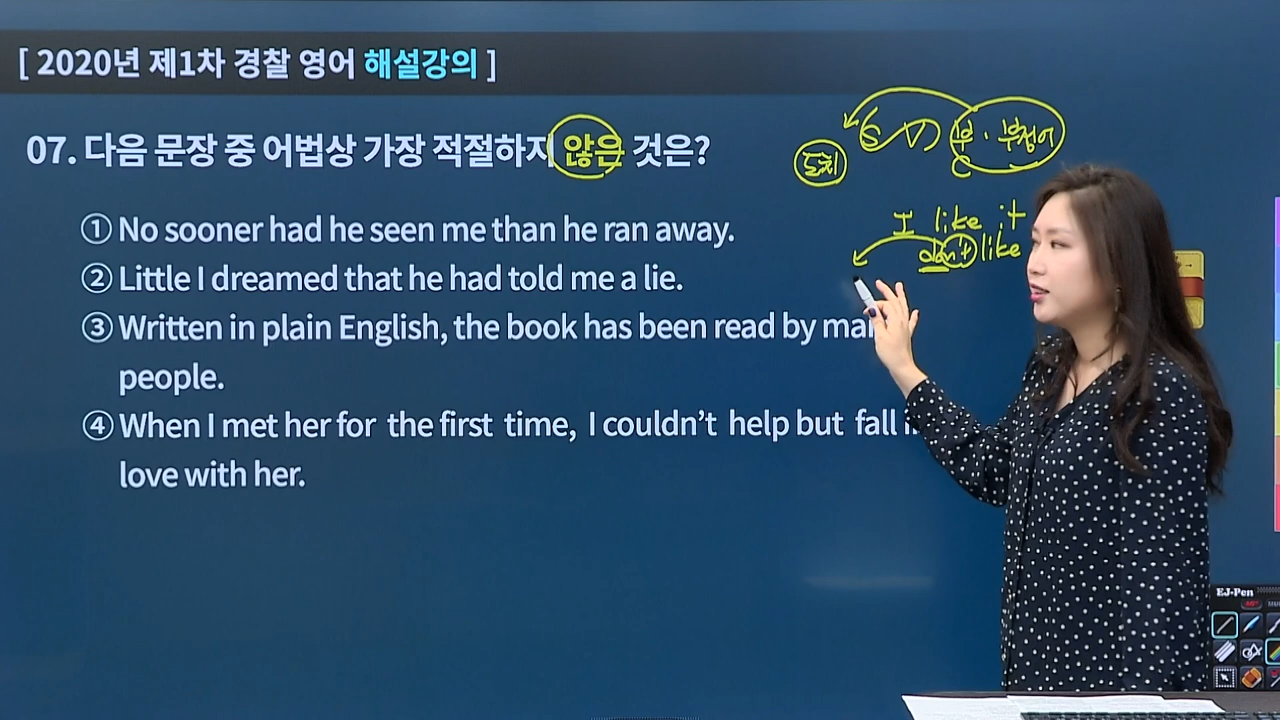 [ 2020년 제1차 경찰 영어 해설강의 ]
07. 다음 문장 중 어법상 가장 적절하지 않은 것은?
도치
S V 부·부정어
I like it
don't like
① No sooner had he seen me than he ran away.
② Little I dreamed that he had told me a lie.
③ Written in plain English, the book has been read by
people.
④ When I met her for the first time, I couldn’t help but fall
love with her.
EJ-Pen